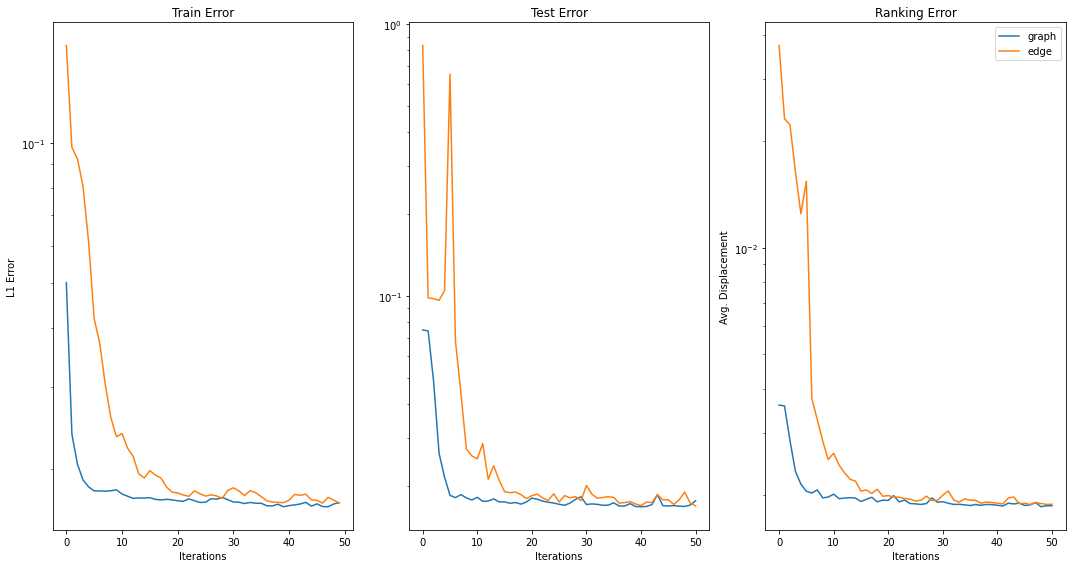 Train Error
L1 Error
10⁻¹
0 10 20 30 40 50
Iterations
Test Error
10⁰
10⁻¹
0 10 20 30 40 50
Iterations
Ranking Error
Avg. Displacement
10⁻²
graph
edge
0 10 20 30 40 50
Iterations